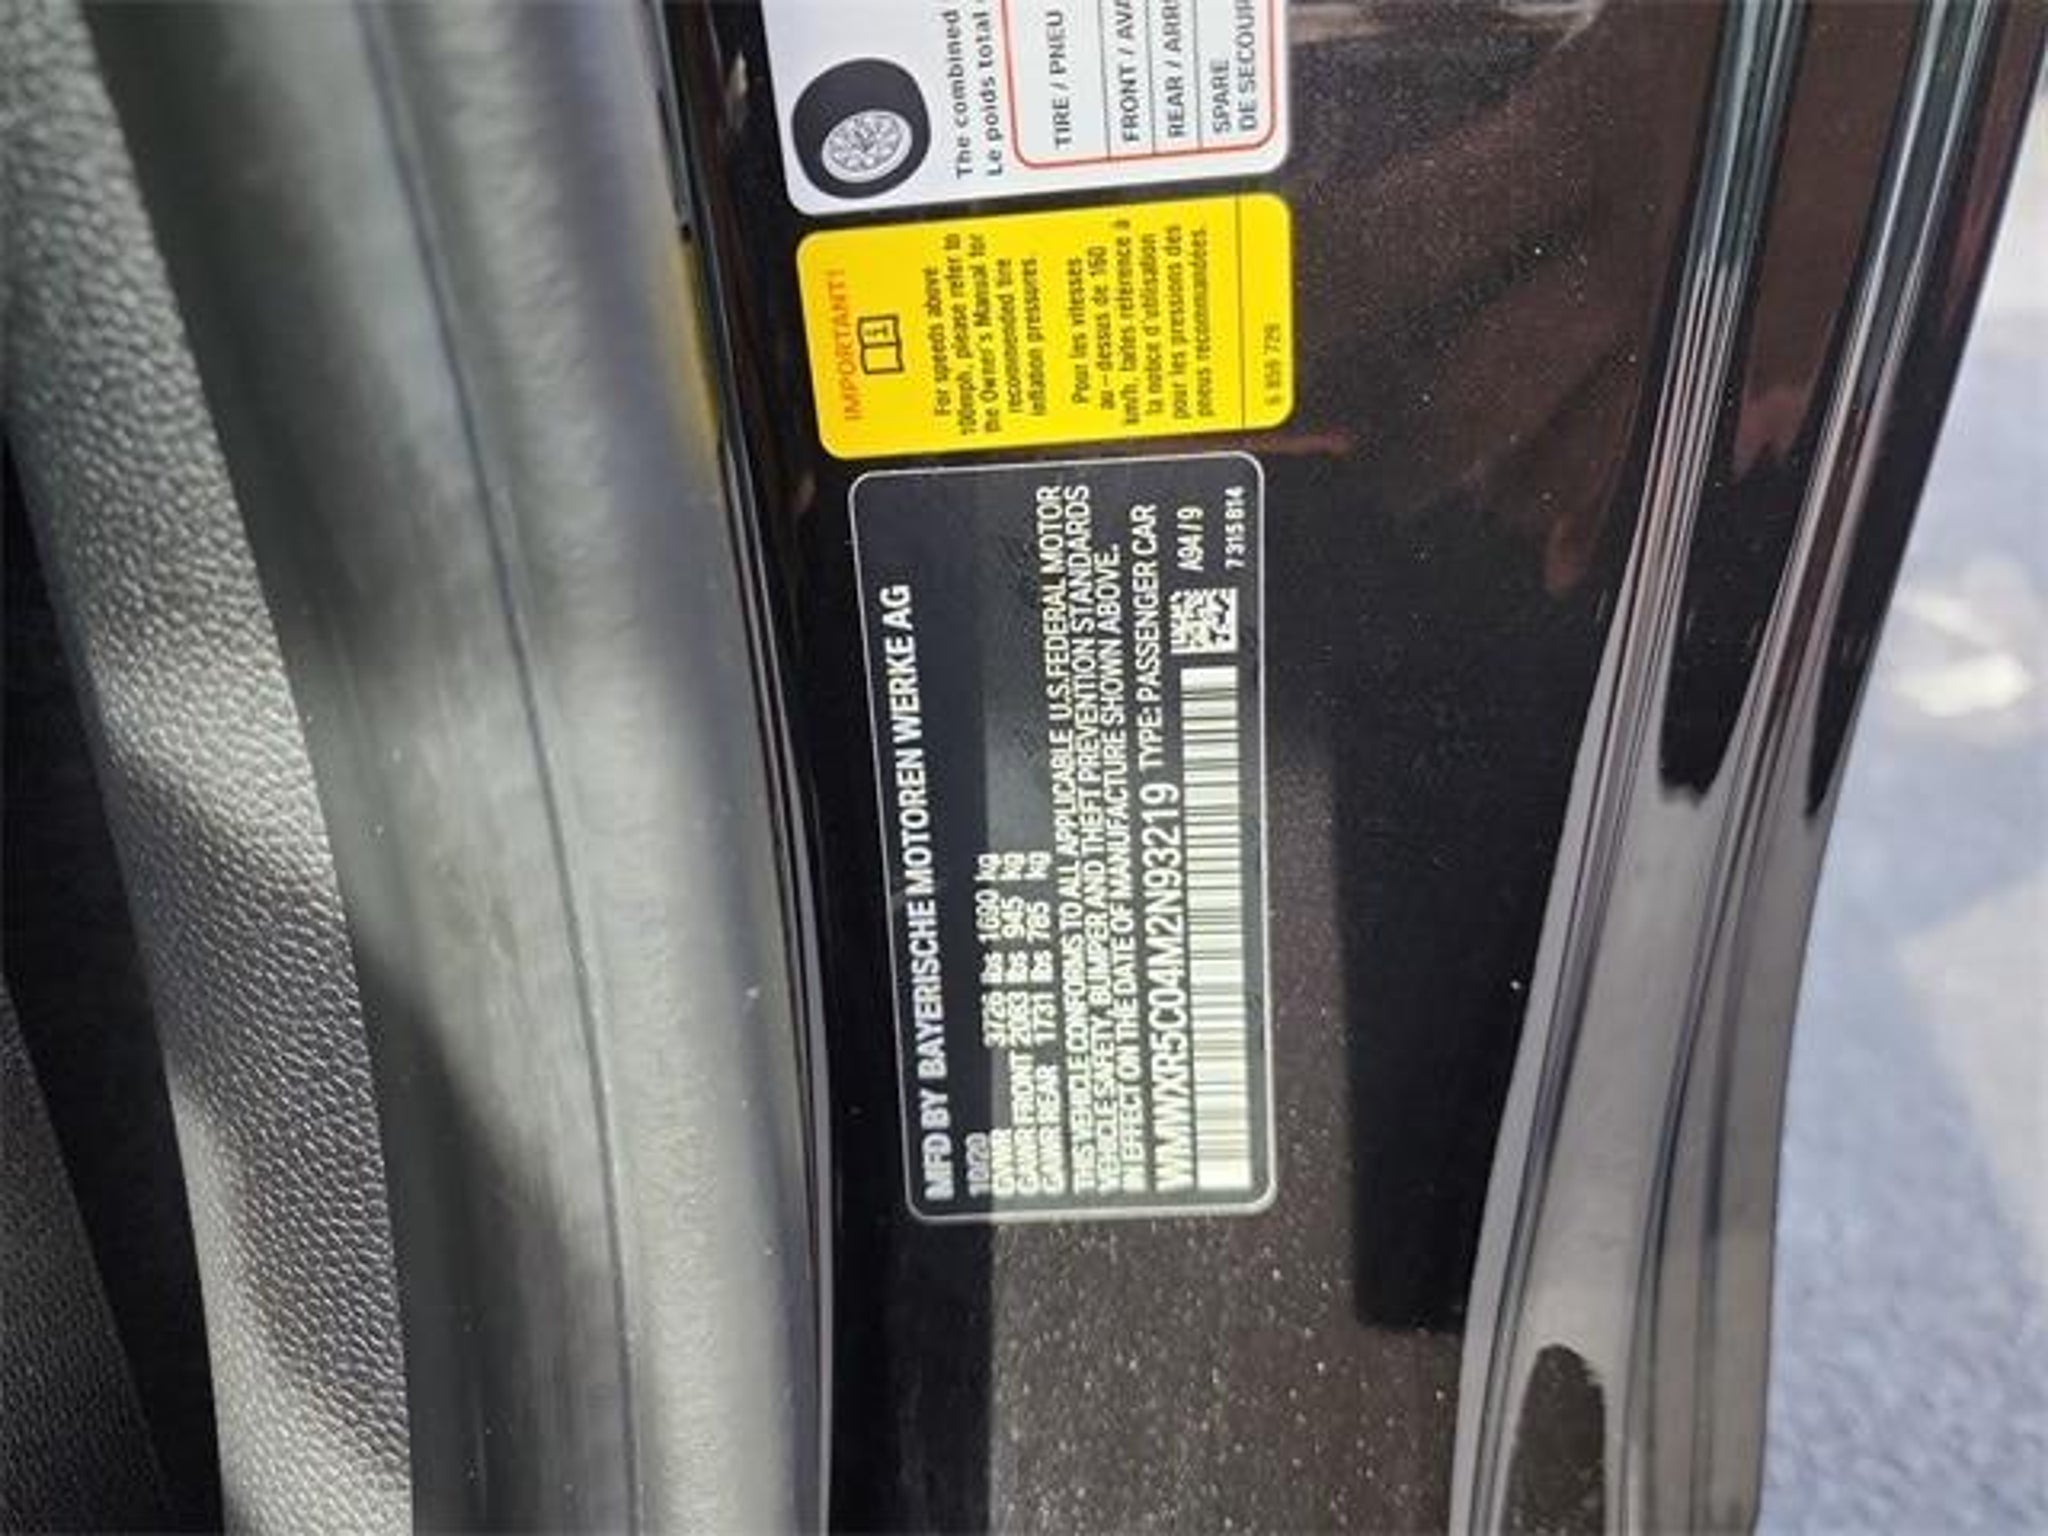 The combined
Le poids total
TIRE / PNEU
FRONT / AVA
REAR / ARRI
SPARE
DE SECOUR
IMPORTANT!
For speeds above
100mph, please refer to
the Owner's Manual for
recommended tire
inflation pressures
Pour les vitesses
au-dessus de 160
km/h, faites référence à
la notice d'utilisation
pour les pressions des
pneus recommandées.
6 859 729
MFD BY BAYERISCHE MOTOREN WERKE AG
10/20
GVWR 3726 lbs 1690 kg
GAWR FRONT 2083 lbs 945 kg
GAWR REAR 1731 lbs 785 kg
THIS VEHICLE CONFORMS TO ALL APPLICABLE U.S. FEDERAL MOTOR
VEHICLE SAFETY, BUMPER AND THEFT PREVENTION STANDARDS
IN EFFECT ON THE DATE OF MANUFACTURE SHOWN ABOVE.
WMWXR5C04M2N93219 TYPE: PASSENGER CAR
A94/9
7 315 814